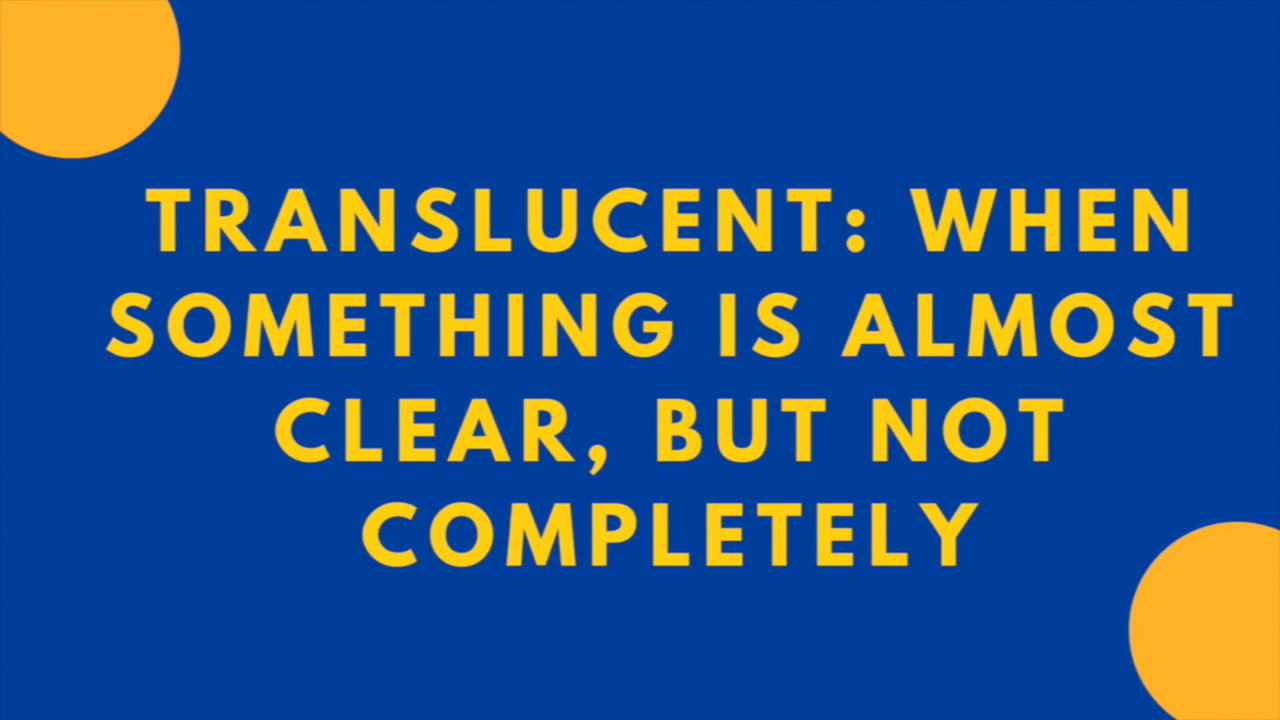 TRANSLUCENT: WHEN
SOMETHING IS ALMOST
CLEAR, BUT NOT
COMPLETELY